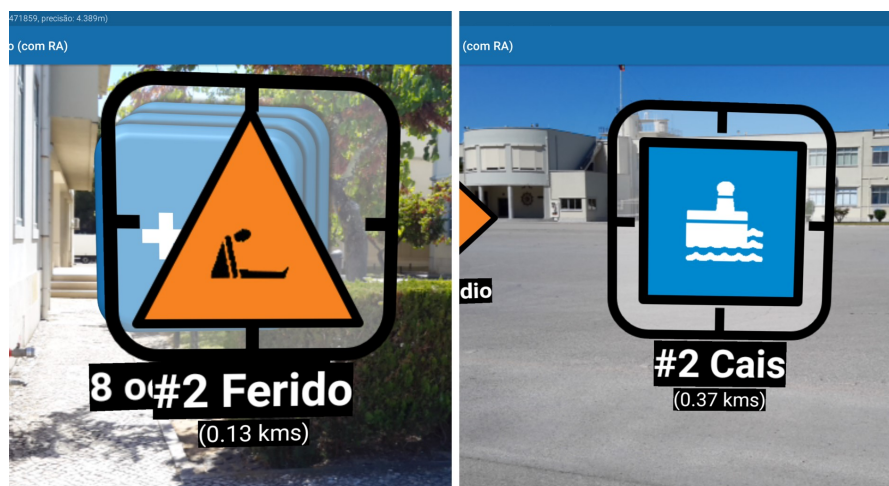 471859, precisão: 4.389m)
o (com RA)
8 o
#2 Ferido
(0.13 kms)
(com RA)
dio
#2 Cais
(0.37 kms)